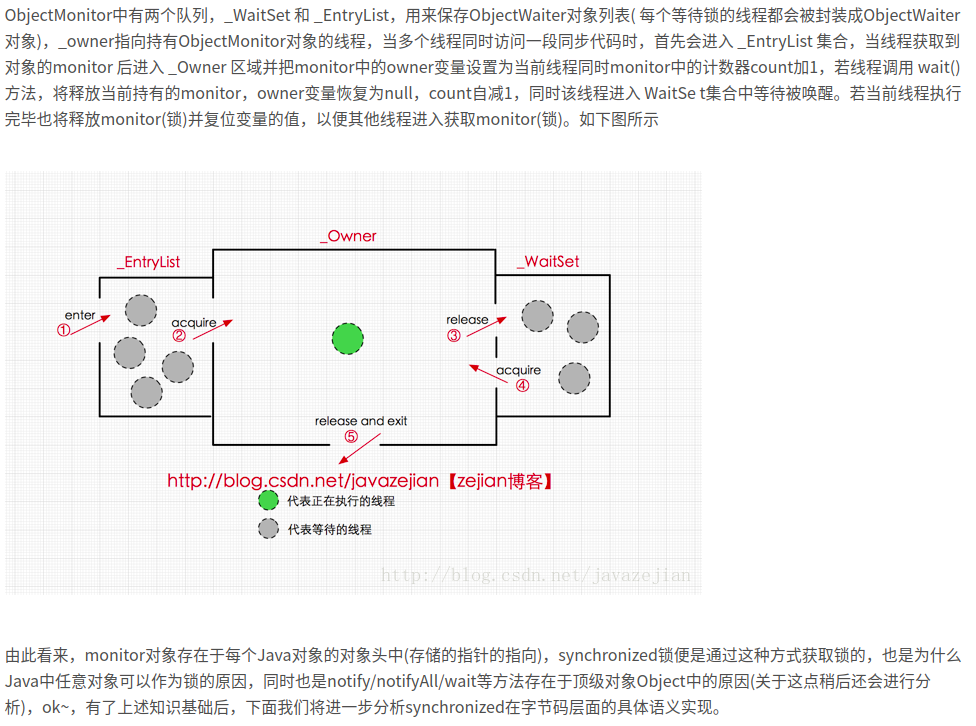 ObjectMonitor中有两个队列，_WaitSet 和 _EntryList，用来保存ObjectWaiter对象列表( 每个等待锁的线程都会被封装成ObjectWaiter
对象)，_owner指向持有ObjectMonitor对象的线程，当多个线程同时访问一段同步代码时，首先会进入 _EntryList 集合，当线程获取到
对象的monitor 后进入 _Owner 区域并把monitor中的owner变量设置为当前线程同时monitor中的计数器count加1，若线程调用 wait()
方法，将释放当前持有的monitor，owner变量恢复为null，count自减1，同时该线程进入 WaitSe t集合中等待被唤醒。若当前线程执行
完毕也将释放monitor(锁)并复位变量的值，以便其他线程进入获取monitor(锁)。如下图所示
_Owner
_EntryList
_WaitSet
enter
①
acquire
②
release
③
acquire
④
release and exit
⑤
http://blog.csdn.net/javazejian【zejian博客】
代表正在执行的线程
代表等待的线程
http://blog.csdn.net/javazejian
由此看来，monitor对象存在于每个Java对象的对象头中(存储的指针的指向)，synchronized锁便是通过这种方式获取锁的，也是为什么
Java中任意对象可以作为锁的原因，同时也是notify/notifyAll/wait等方法存在于顶级对象Object中的原因(关于这点稍后还会进行分
析)，ok~，有了上述知识基础后，下面我们将进一步分析synchronized在字节码层面的具体语义实现。